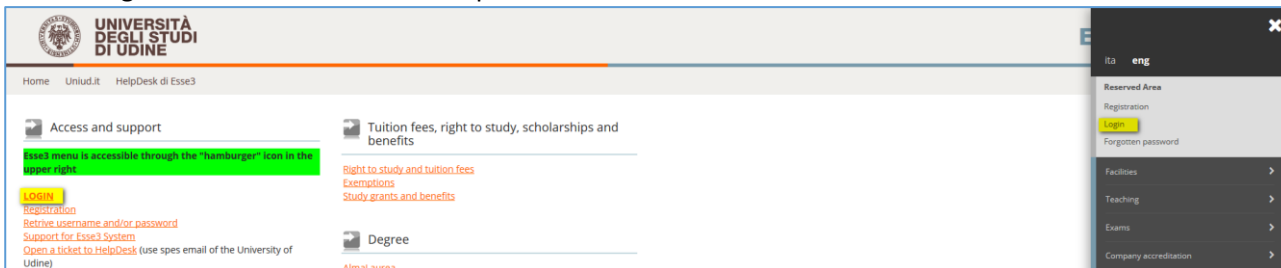 UNIVERSITÀ
DEGLI STUDI
DI UDINE
Home Uniud.it HelpDesk di Esse3
Access and support
Esse3 menu is accessible through the "hamburger" icon in the
upper right
LOGIN
Registration
Retrive username and/or password
Support for Esse3 System
Open a ticket to HelpDesk (use spes email of the University of
Udine)
Tuition fees, right to study, scholarships and
benefits
Right to study and tuition fees
Exemptions
Study grants and benefits
Degree
AlmaLaurea
E
ita eng
Reserved Area
Registration
Login
Forgotten password
Facilities
Teaching
Exams
Company accreditation